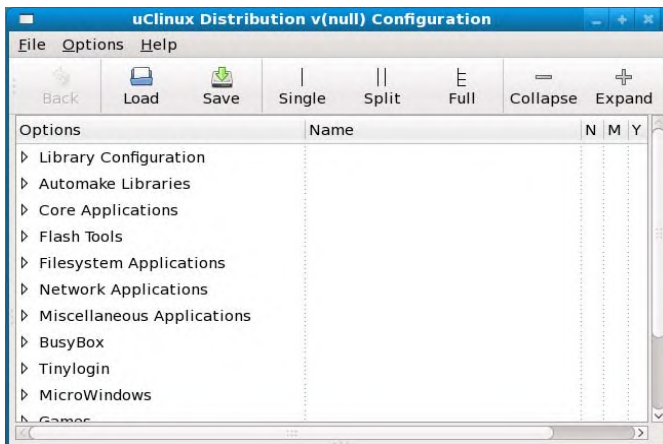 uClinux Distribution v(null) Configuration
File Options Help
Back Load Save Single Split Full Collapse Expand
Options Name N M Y
Library Configuration
Automake Libraries
Core Applications
Flash Tools
Filesystem Applications
Network Applications
Miscellaneous Applications
BusyBox
Tinylogin
MicroWindows
Games